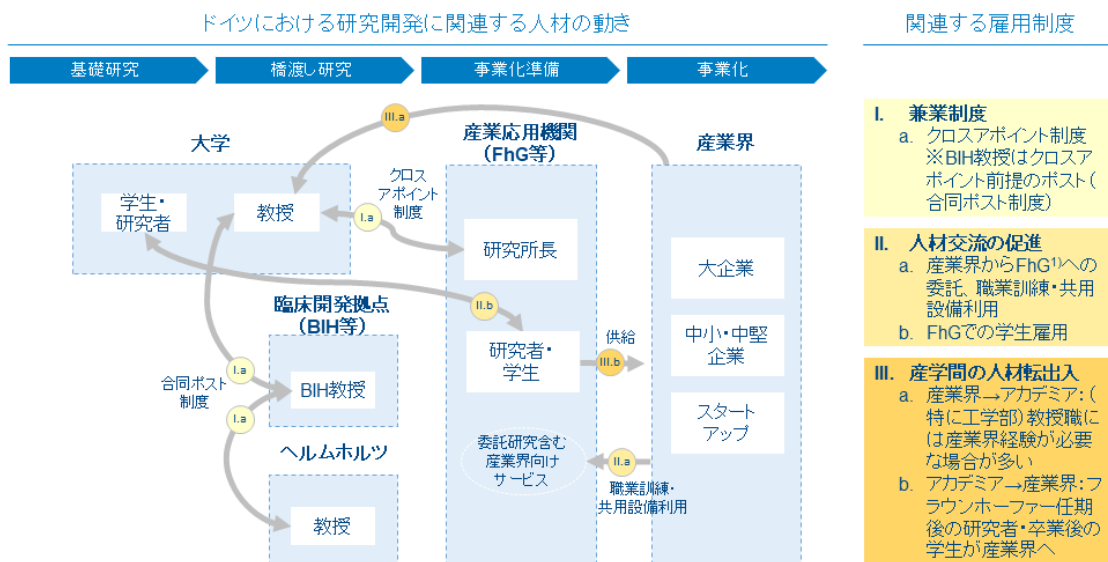 ドイツにおける研究開発に関連する人材の動き
関連する雇用制度
基礎研究
橋渡し研究
事業化準備
事業化
大学
学生・
研究者
教授
III.a
クロス
アポイント
制度
I.a
産業応用機関
(FhG等)
研究所長
II.b
研究者・
学生
委託研究含む
産業界向け
サービス
産業界
大企業
中小・中堅
企業
スタート
アップ
供給
III.b
II.a
職業訓練・
共用設備利用
臨床開発拠点
(BIH等)
I.a
合同ポスト
制度
BIH教授
I.a
ヘルムホルツ
教授
I. 兼業制度
a. クロスアポイント制度
※BIH教授はクロスア
ポイント前提のポスト(
合同ポスト制度)
II. 人材交流の促進
a. 産業界からFhG¹⁾への
委託、職業訓練・共用
設備利用
b. FhGでの学生雇用
III. 産学間の人材転出入
a. 産業界→アカデミア:(
特に工学部)教授職に
は産業界経験が必要
な場合が多い
b. アカデミア→産業界:フ
ラウンホーファー任期
後の研究者・卒業後の
学生が産業界へ